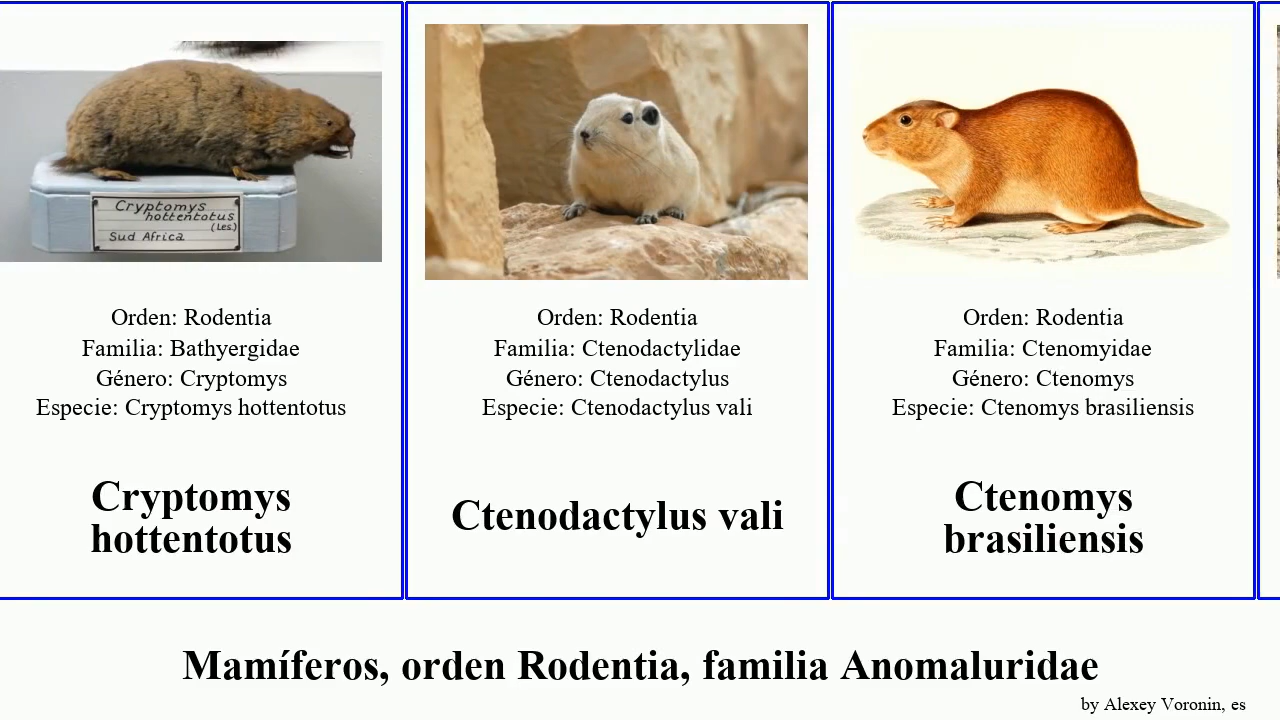 Cryptomys
hottentotus
(Les.)
Sud Africa
Orden: Rodentia
Familia: Bathyergidae
Género: Cryptomys
Especie: Cryptomys hottentotus
Cryptomys
hottentotus
Orden: Rodentia
Familia: Ctenodactylidae
Género: Ctenodactylus
Especie: Ctenodactylus vali
Ctenodactylus vali
Orden: Rodentia
Familia: Ctenomyidae
Género: Ctenomys
Especie: Ctenomys brasiliensis
Ctenomys
brasiliensis
Mamíferos, orden Rodentia, familia Anomaluridae
by Alexey Voronin, es